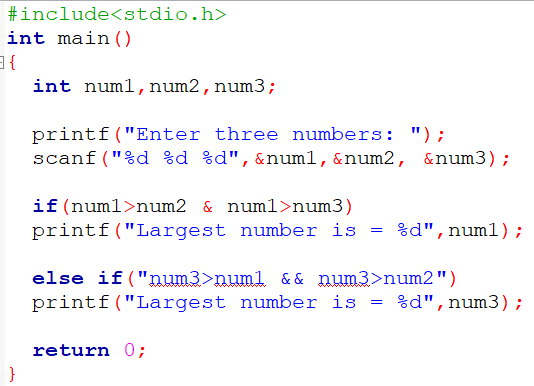 #include<stdio.h>
int main()
{
int num1,num2,num3;
printf("Enter three numbers: ");
scanf("%d %d %d",&num1,&num2, &num3);
if(num1>num2 & num1>num3)
printf("Largest number is = %d",num1);
else if("num3>num1 && num3>num2")
printf("Largest number is = %d",num3);
return 0;
}